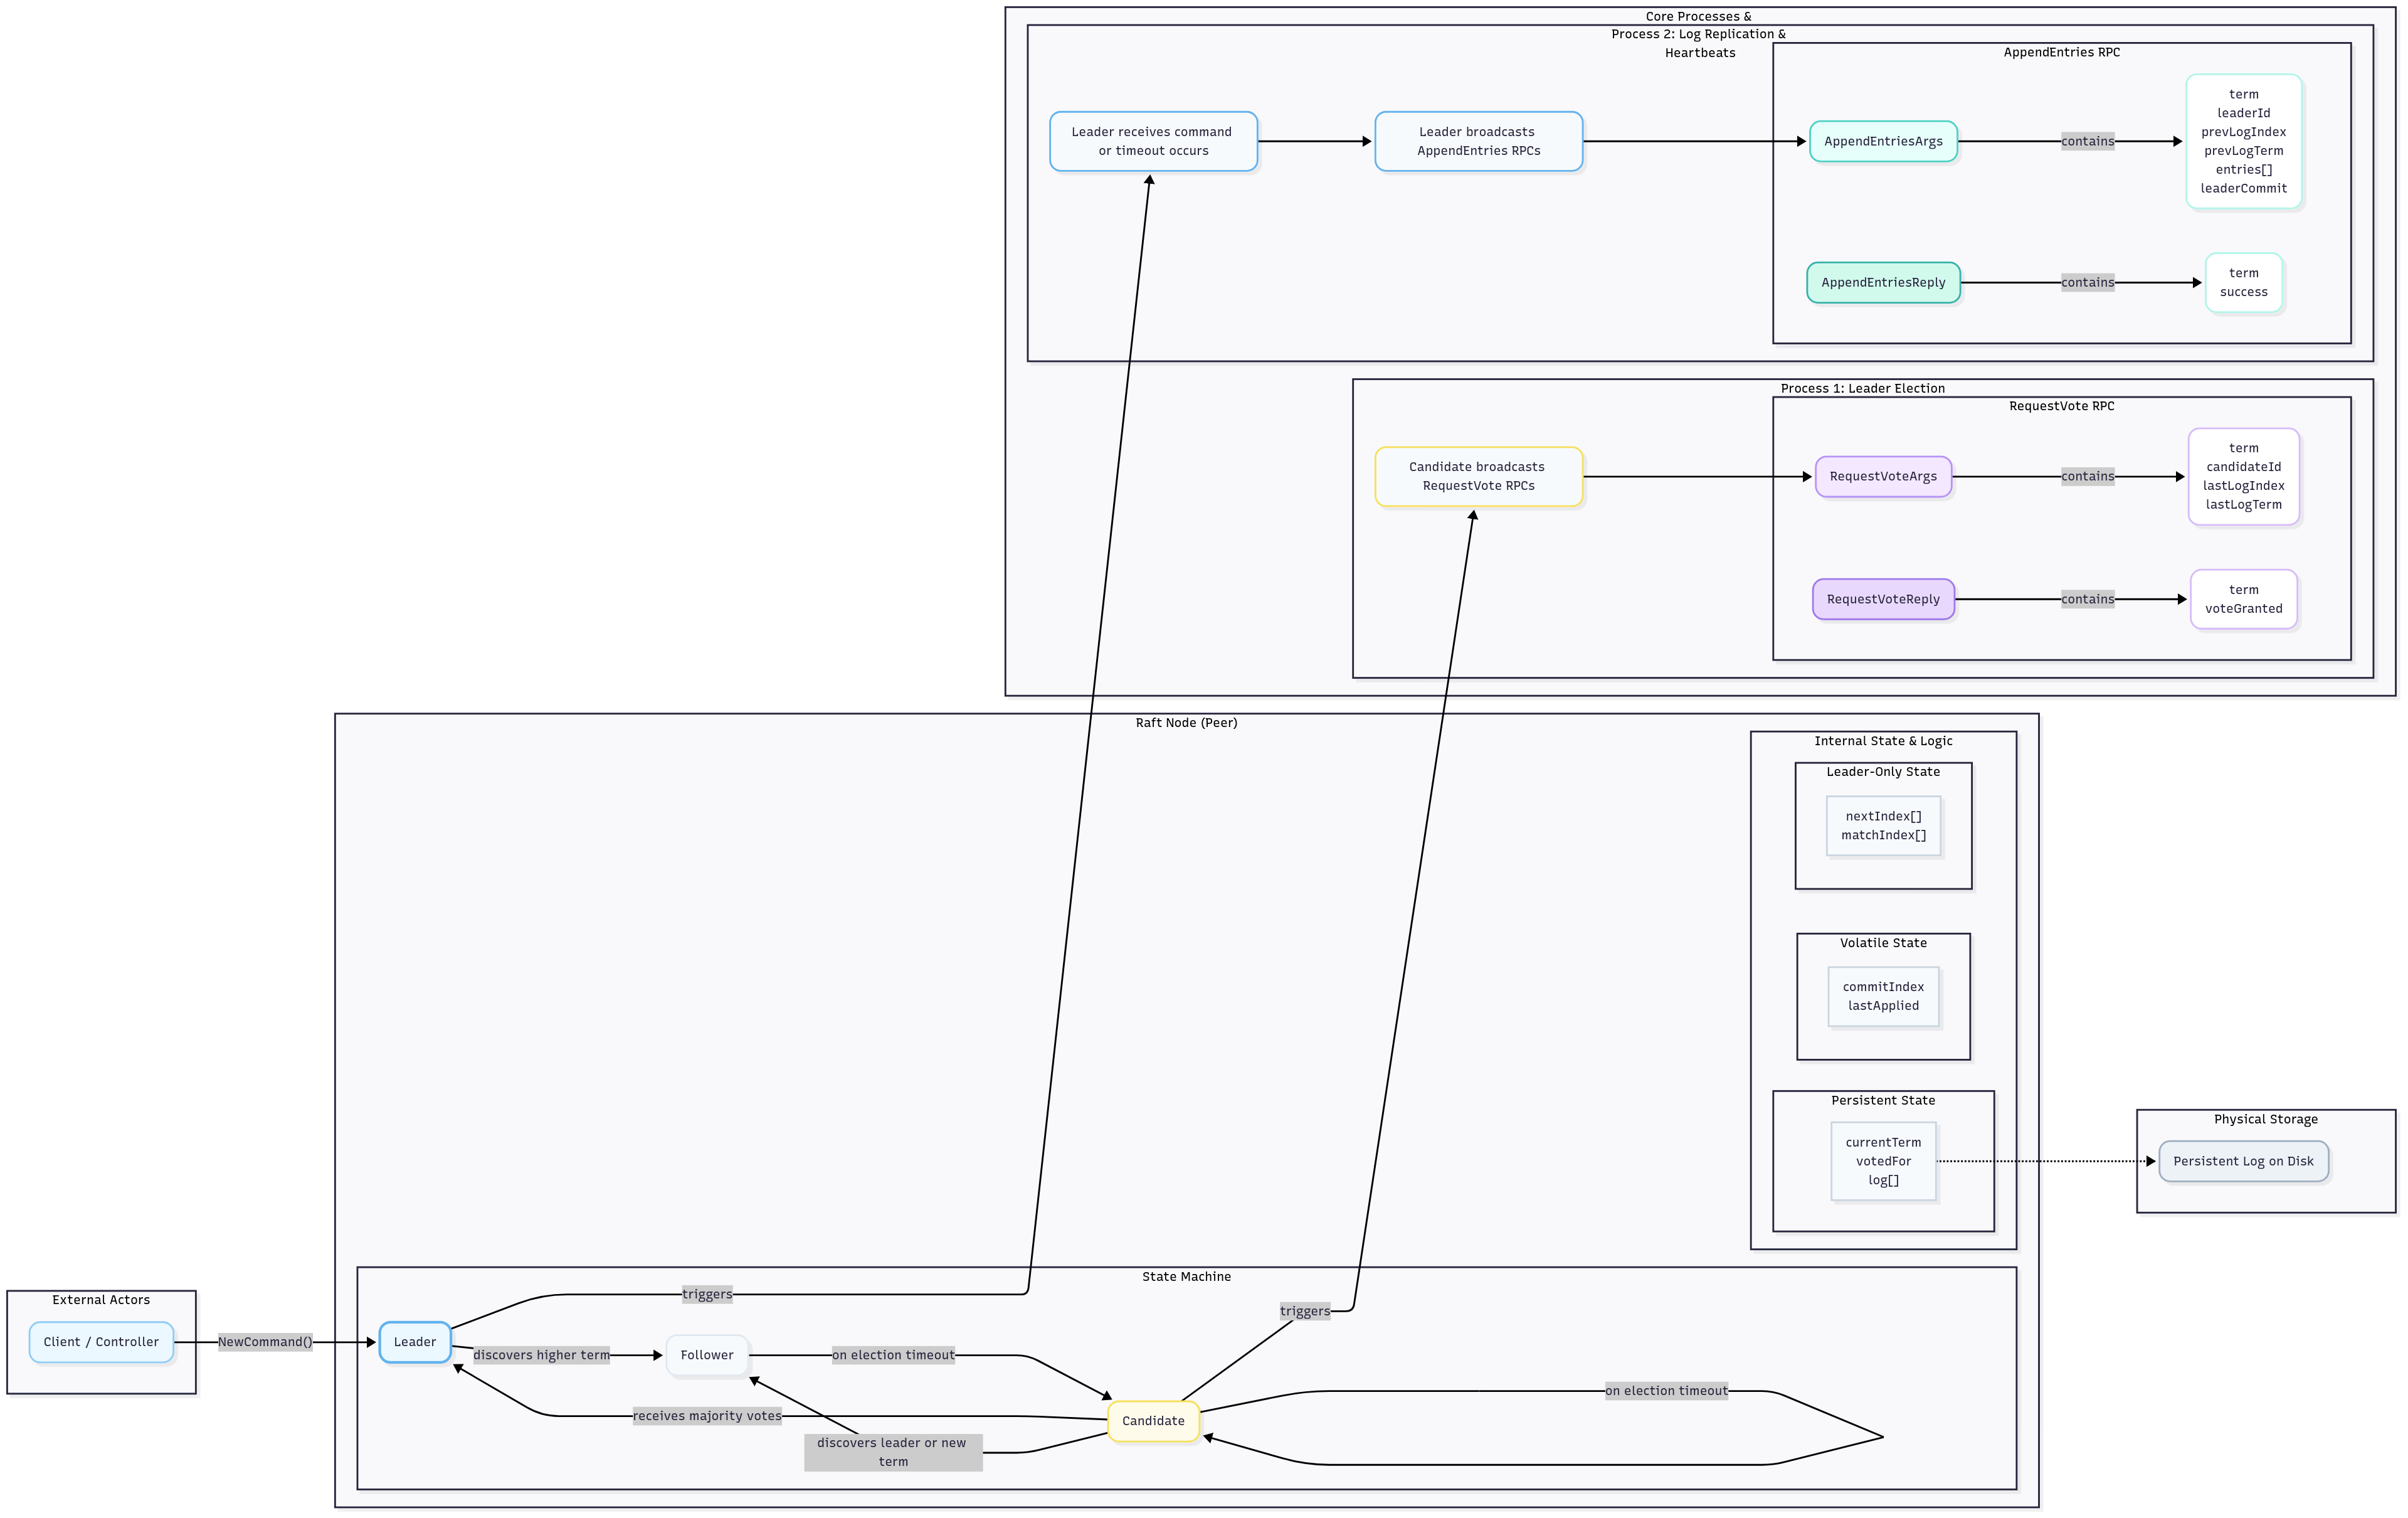 Core Processes &
Process 2: Log Replication &
Heartbeats
AppendEntries RPC
Leader receives command
or timeout occurs
Leader broadcasts
AppendEntries RPCs
AppendEntriesArgs
contains
term
leaderId
prevLogIndex
prevLogTerm
entries[]
leaderCommit
AppendEntriesReply
contains
term
success
Process 1: Leader Election
RequestVote RPC
Candidate broadcasts
RequestVote RPCs
RequestVoteArgs
contains
term
candidateId
lastLogIndex
lastLogTerm
RequestVoteReply
contains
term
voteGranted
Raft Node (Peer)
Internal State & Logic
Leader-Only State
nextIndex[]
matchIndex[]
Volatile State
commitIndex
lastApplied
Persistent State
currentTerm
votedFor
log[]
Physical Storage
Persistent Log on Disk
State Machine
External Actors
Client / Controller
NewCommand()
Leader
triggers
discovers higher term
Follower
on election timeout
triggers
receives majority votes
Candidate
on election timeout
discovers leader or new
term